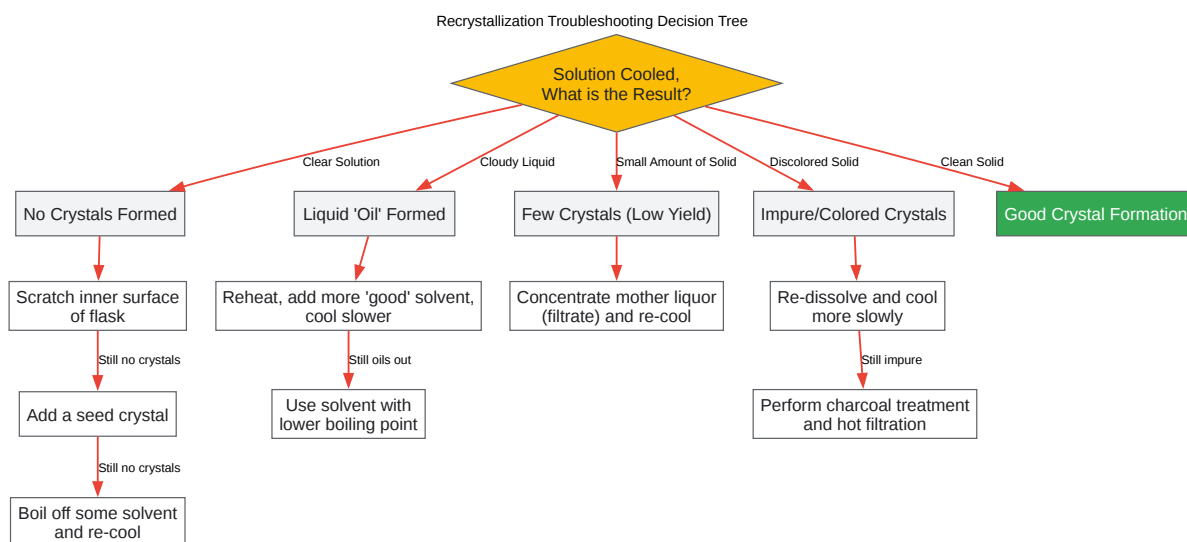 Recrystallization Troubleshooting Decision Tree
Solution Cooled,
What is the Result?
Clear Solution
Cloudy Liquid
Small Amount of Solid
Discolored Solid
Clean Solid
No Crystals Formed
Liquid 'Oil' Formed
Few Crystals (Low Yield)
Impure/Colored Crystals
Good Crystal Formation
Scratch inner surface
of flask
Reheat, add more 'good' solvent,
cool slower
Concentrate mother liquor
(filtrate) and re-cool
Re-dissolve and cool
more slowly
Still no crystals
Still oils out
Still impure
Add a seed crystal
Use solvent with
lower boiling point
Perform charcoal treatment
and hot filtration
Still no crystals
Boil off some solvent
and re-cool